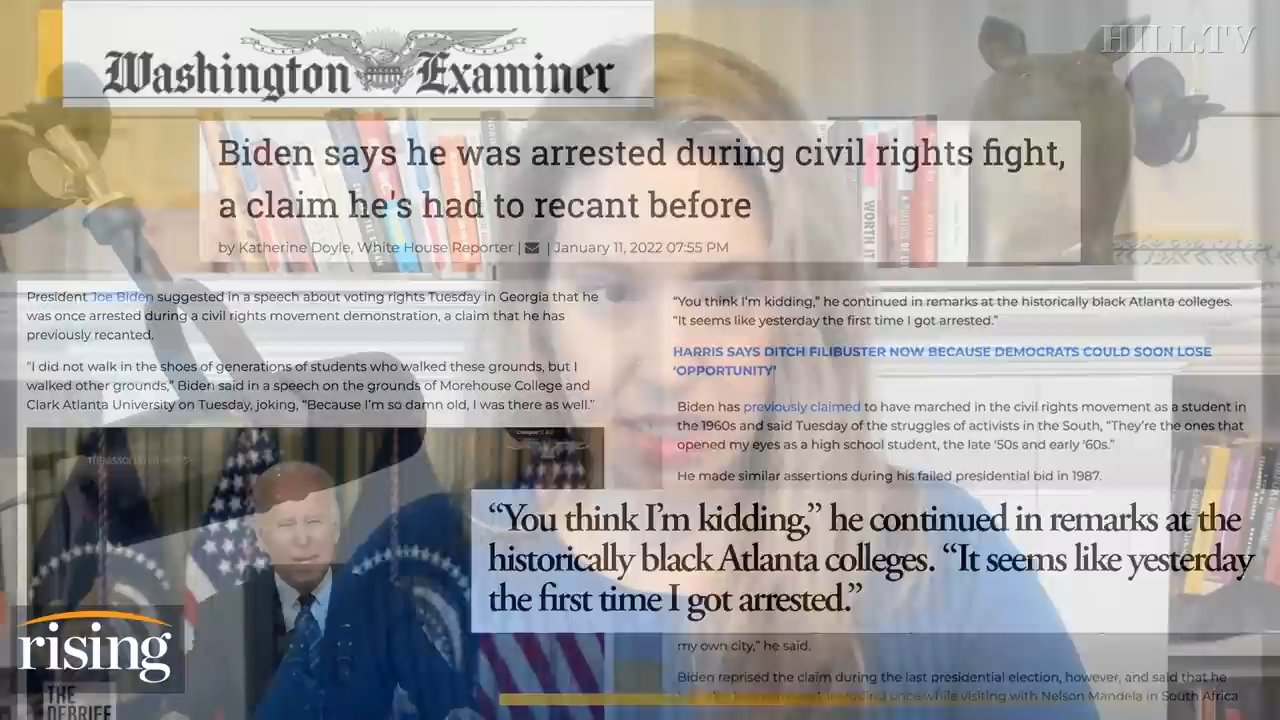 HILL.TV
Washington Examiner
Biden says he was arrested during civil rights fight,
a claim he's had to recant before
by Katherine Doyle, White House Reporter | | January 11, 2022 07:55 PM
WORTH IT
President Joe Biden suggested in a speech about voting rights Tuesday in Georgia that he
was once arrested during a civil rights movement demonstration, a claim that he has
previously recanted.
"I did not walk in the shoes of generations of students who walked these grounds, but I
walked other grounds," Biden said in a speech on the grounds of Morehouse College and
Clark Atlanta University on Tuesday, joking, "Because I'm so damn old, I was there as well."
"You think I'm kidding," he continued in remarks at the historically black Atlanta colleges.
"It seems like yesterday the first time I got arrested."
HARRIS SAYS DITCH FILIBUSTER NOW BECAUSE DEMOCRATS COULD SOON LOSE
'OPPORTUNITY'
Biden has previously claimed to have marched in the civil rights movement as a student in
the 1960s and said Tuesday of the struggles of activists in the South, "They're the ones that
opened my eyes as a high school student, the late '50s and early '60s."
He made similar assertions during his failed presidential bid in 1987.
"You think I'm kidding," he continued in remarks at the
historically black Atlanta colleges. "It seems like yesterday
the first time I got arrested."
my own city," he said.
Biden reprised the claim during the last presidential election, however, and said that he
including once while visiting with Nelson Mandela in South Africa
rising
THE
DEBRIEF